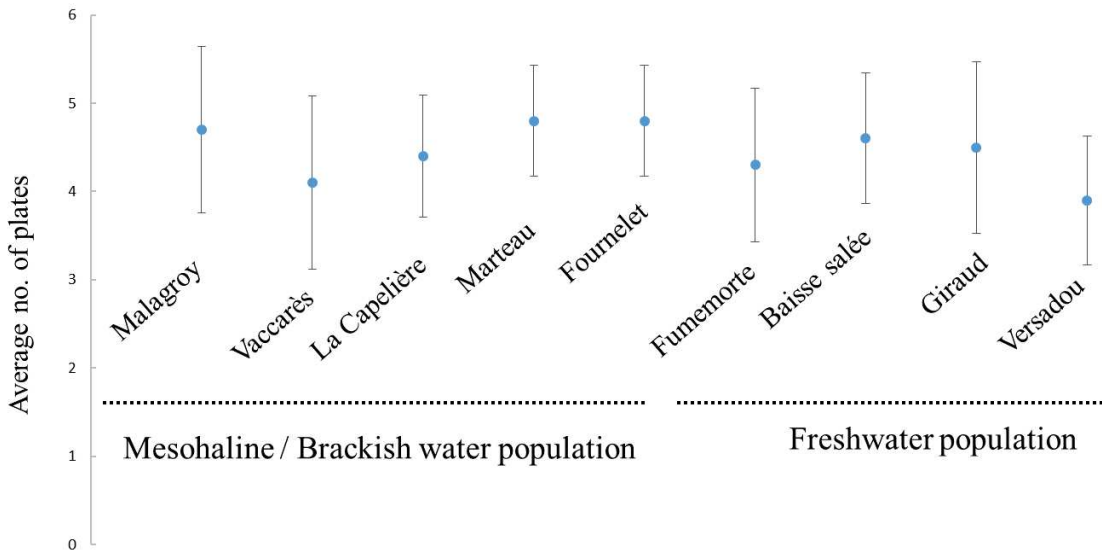 6
5
4
3
2
1
0
Average no. of plates
Malagroy
Vaccarès
La Capelière
Marteau
Fournelet
Fumemorte
Baisse salée
Giraud
Versadou
Mesohaline / Brackish water population
Freshwater population